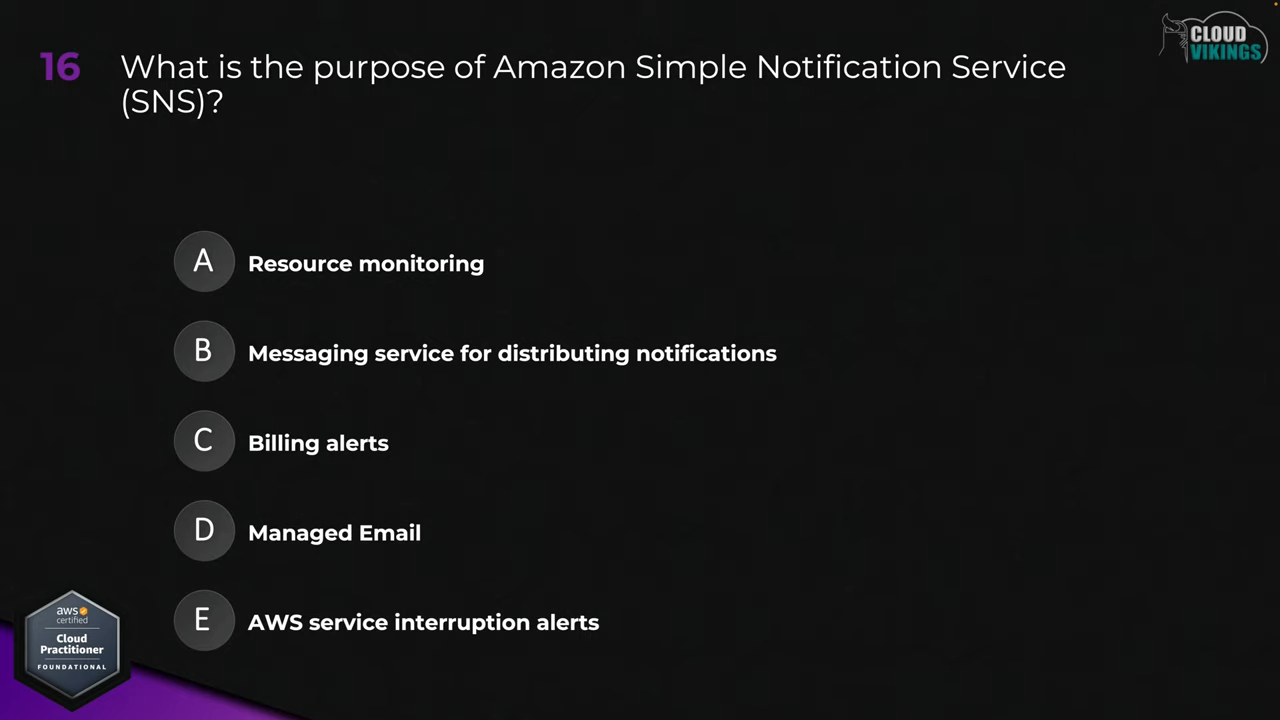 16
What is the purpose of Amazon Simple Notification Service
(SNS)?
CLOUD
VIKINGS
A
Resource monitoring
B
Messaging service for distributing notifications
C
Billing alerts
D
Managed Email
E
AWS service interruption alerts
aws
certified
Cloud
Practitioner
FOUNDATIONAL